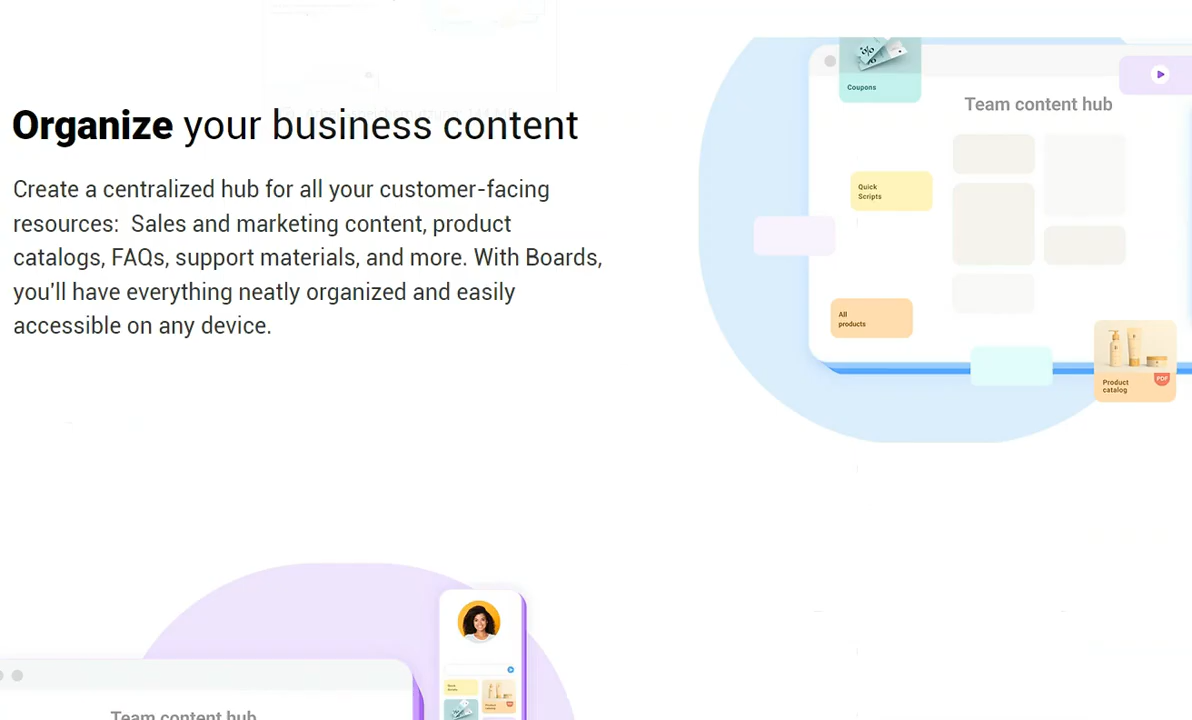 Organize your business content
Create a centralized hub for all your customer-facing
resources:  Sales and marketing content, product
catalogs, FAQs, support materials, and more. With Boards,
you'll have everything neatly organized and easily
accessible on any device.
Coupons
Team content hub
Quick
Scripts
All
products
Product
catalog
PDF
Team content hub